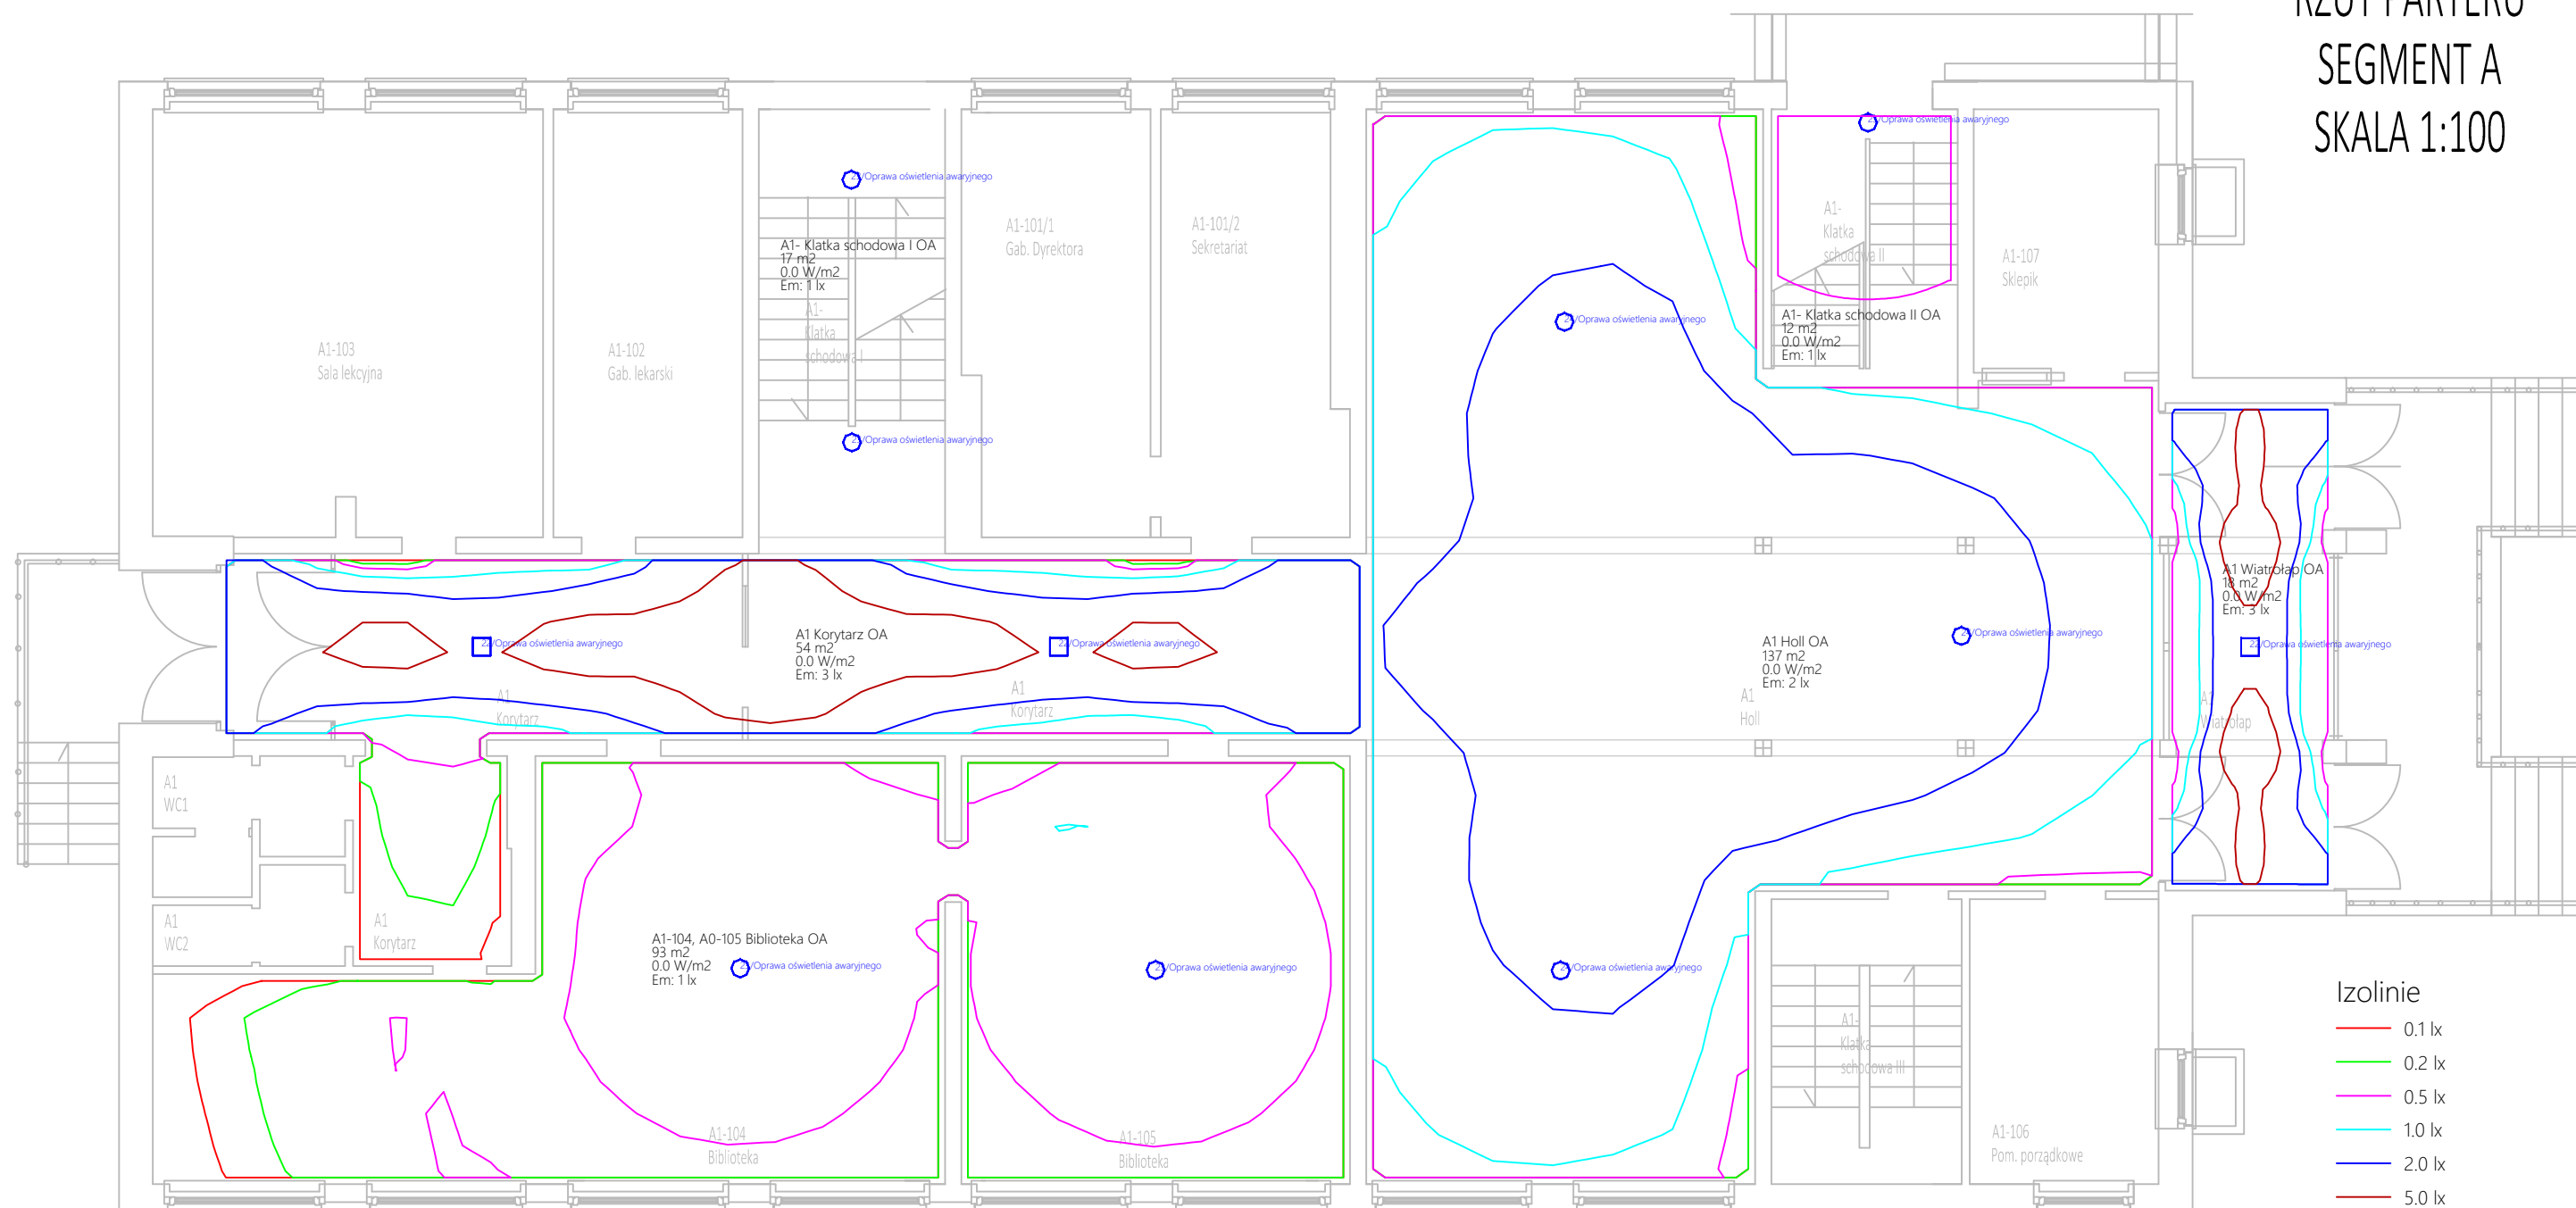 RZUT PARTERU
SEGMENT A
SKALA 1:100
/Oprawa oświetlenia awaryjnego
/Oprawa oświetlenia awaryjnego
A1- Klatka schodowa I OA
17 m2
0.0 W/m2
Em: 1 lx
A1-
Klatka
schodowa I
A1-101/1
Gab. Dyrektora
A1-101/2
Sekretariat
A1-
Klatka
schodowa II
A1-107
Sklepik
/Oprawa oświetlenia awaryjnego
A1- Klatka schodowa II OA
12 m2
0.0 W/m2
Em: 1 lx
A1-103
Sala lekcyjna
A1-102
Gab. lekarski
/Oprawa oświetlenia awaryjnego
A1 Wiatrołap OA
18 m2
0.0 W/m2
Em: 3 lx
/Oprawa oświetlenia awaryjnego
A1 Korytarz OA
54 m2
0.0 W/m2
Em: 3 lx
/Oprawa oświetlenia awaryjnego
A1 Holl OA
137 m2
0.0 W/m2
Em: 2 lx
/Oprawa oświetlenia awaryjnego
/Oprawa oświetlenia awaryjnego
A1
Korytarz
A1
Korytarz
A1
Holl
A1
Wiatrołap
A1
WC1
A1
WC2
A1
Korytarz
A1-104, A0-105 Biblioteka OA
93 m2
0.0 W/m2
Em: 1 lx
/Oprawa oświetlenia awaryjnego
/Oprawa oświetlenia awaryjnego
/Oprawa oświetlenia awaryjnego
A1-
Klatka
schodowa III
A1-104
Biblioteka
A1-105
Biblioteka
A1-106
Pom. porządkowe
Izolinie
0.1 lx
0.2 lx
0.5 lx
1.0 lx
2.0 lx
5.0 lx